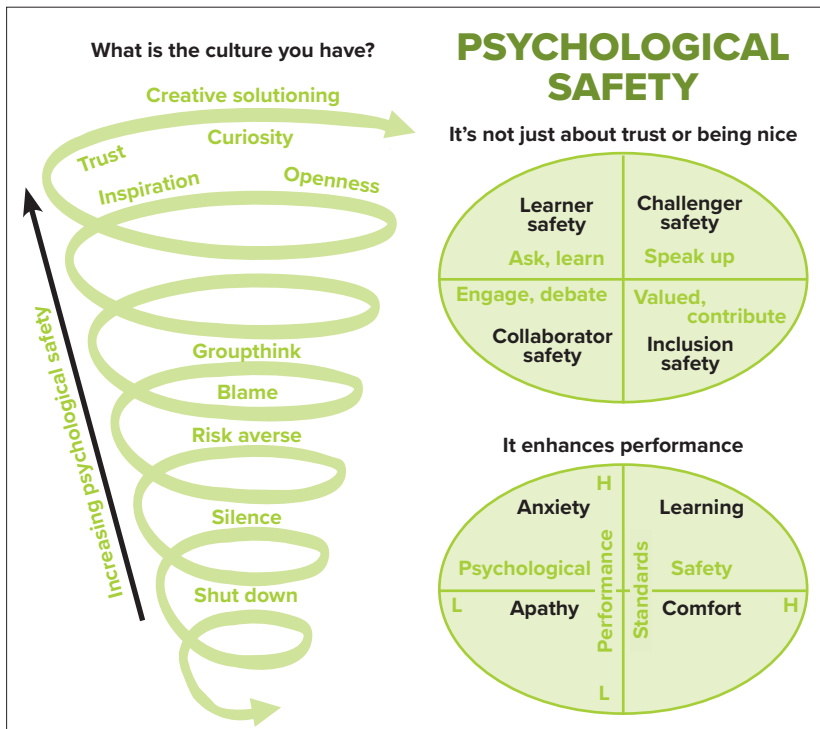 What is the culture you have?
Creative solutioning
Curiosity
Trust
Inspiration
Openness
Groupthink
Blame
Risk averse
Silence
Shut down
Increasing psychological safety
PSYCHOLOGICAL
SAFETY
It's not just about trust or being nice
Learner
safety
Ask, learn
Challenger
safety
Speak up
Engage, debate
Collaborator
safety
Valued,
contribute
Inclusion
safety
It enhances performance
H
Anxiety
Learning
Psychological
Safety
Performance
Standards
L
H
Apathy
Comfort
L